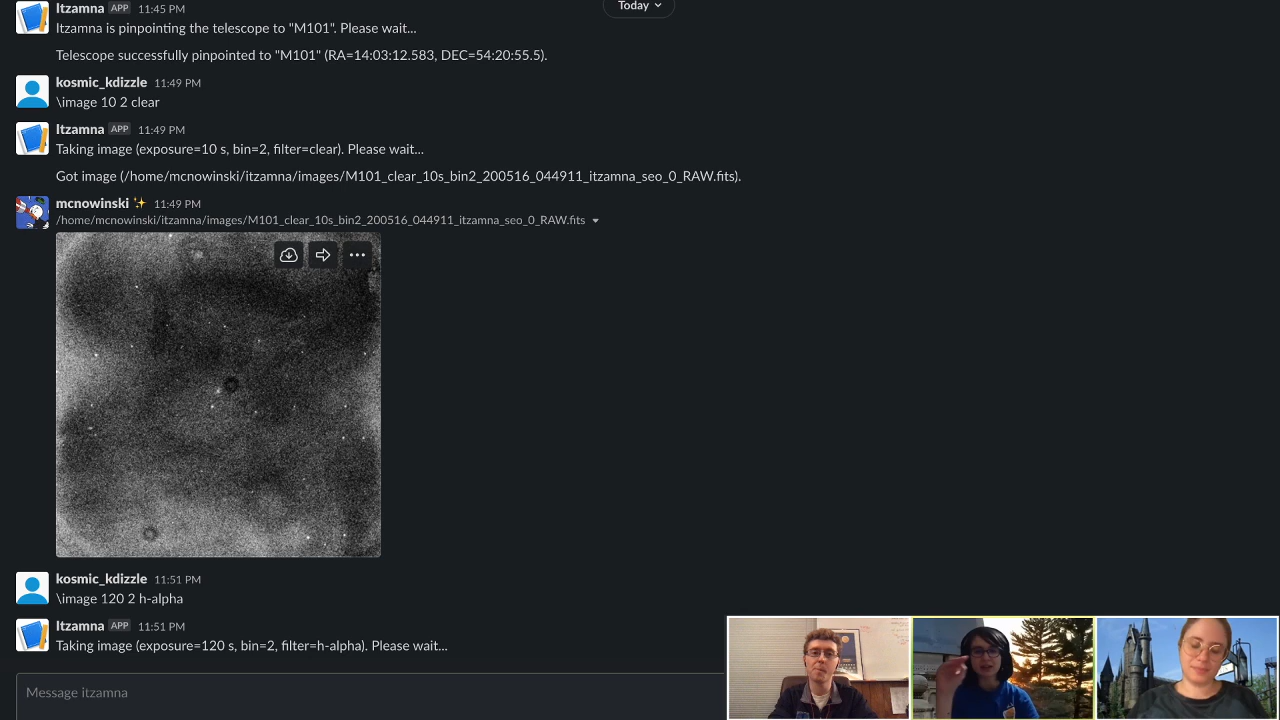 Today
Itzamna APP 11:45 PM
Itzamna is pinpointing the telescope to "M101". Please wait...
Telescope successfully pinpointed to "M101" (RA=14:03:12.583, DEC=54:20:55.5).
kosmic_kdizzle 11:49 PM
\image 10 2 clear
Itzamna APP 11:49 PM
Taking image (exposure=10 s, bin=2, filter=clear). Please wait...
Got image (/home/mcnowinski/itzamna/images/M101_clear_10s_bin2_200516_044911_itzamna_seo_0_RAW.fits).
mcnowinski 11:49 PM
/home/mcnowinski/itzamna/images/M101_clear_10s_bin2_200516_044911_itzamna_seo_0_RAW.fits
kosmic_kdizzle 11:51 PM
\image 120 2 h-alpha
Itzamna APP 11:51 PM
Taking image (exposure=120 s, bin=2, filter=h-alpha). Please wait...
Message itzamna